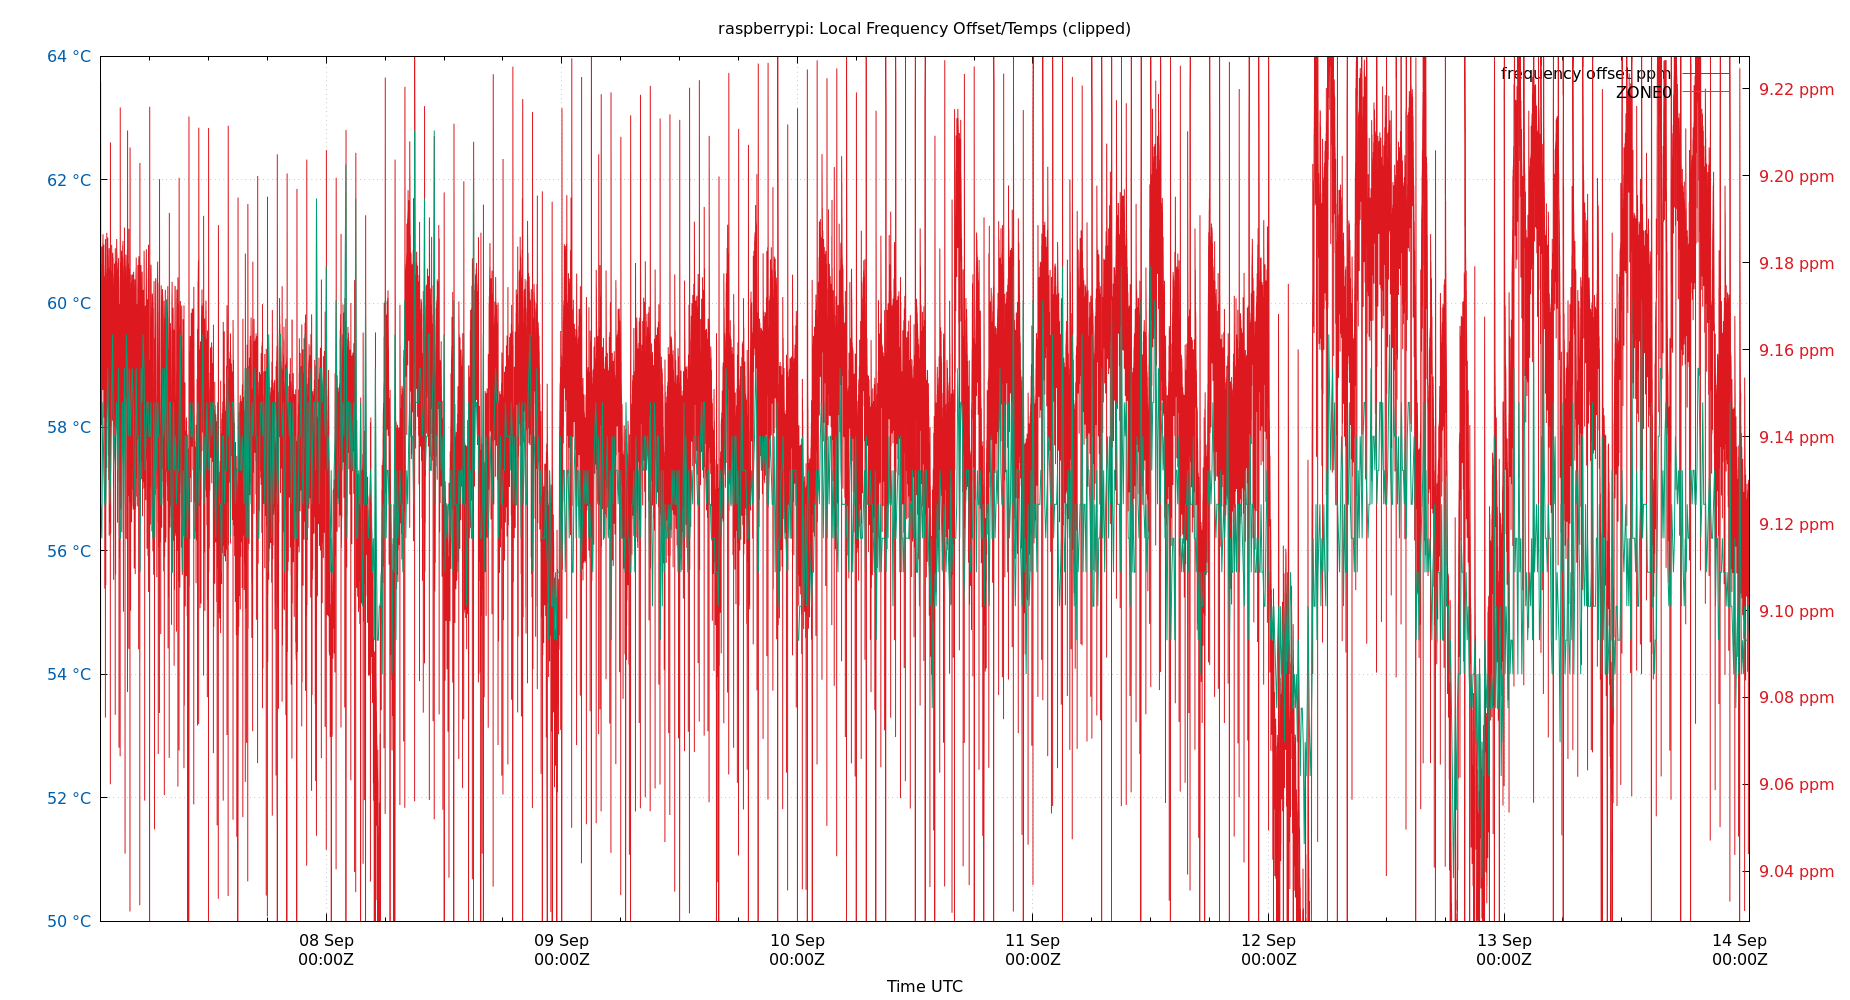 raspberrypi: Local Frequency Offset/Temps (clipped)
64 °C
62 °C
60 °C
58 °C
56 °C
54 °C
52 °C
50 °C
frequency offset ppm
ZONE0
9.22 ppm
9.20 ppm
9.18 ppm
9.16 ppm
9.14 ppm
9.12 ppm
9.10 ppm
9.08 ppm
9.06 ppm
9.04 ppm
08 Sep
00:00Z
09 Sep
00:00Z
10 Sep
00:00Z
11 Sep
00:00Z
12 Sep
00:00Z
13 Sep
00:00Z
14 Sep
00:00Z
Time UTC